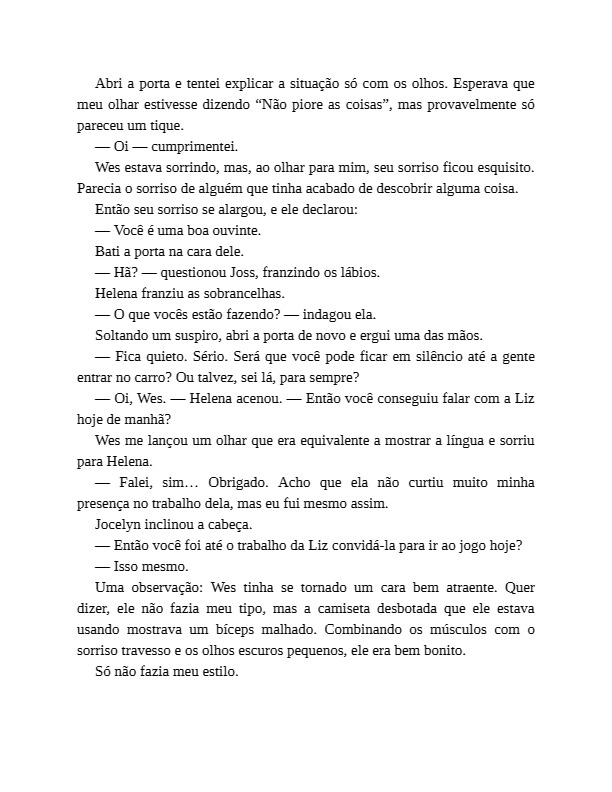 Abri a porta e tentei explicar a situação só com os olhos. Esperava que
meu olhar estivesse dizendo “Não piore as coisas”, mas provavelmente só
pareceu um tique.
— Oi — cumprimentei.
Wes estava sorrindo, mas, ao olhar para mim, seu sorriso ficou esquisito.
Parecia o sorriso de alguém que tinha acabado de descobrir alguma coisa.
Então seu sorriso se alargou, e ele declarou:
— Você é uma boa ouvinte.
Bati a porta na cara dele.
— Hã? — questionou Joss, franzindo os lábios.
Helena franziu as sobrancelhas.
— O que vocês estão fazendo? — indagou ela.
Soltando um suspiro, abri a porta de novo e ergui uma das mãos.
— Fica quieto. Sério. Será que você pode ficar em silêncio até a gente
entrar no carro? Ou talvez, sei lá, para sempre?
— Oi, Wes. — Helena acenou. — Então você conseguiu falar com a Liz
hoje de manhã?
Wes me lançou um olhar que era equivalente a mostrar a língua e sorriu
para Helena.
— Falei, sim… Obrigado. Acho que ela não curtiu muito minha
presença no trabalho dela, mas eu fui mesmo assim.
Jocelyn inclinou a cabeça.
— Então você foi até o trabalho da Liz convidá-la para ir ao jogo hoje?
— Isso mesmo.
Uma observação: Wes tinha se tornado um cara bem atraente. Quer
dizer, ele não fazia meu tipo, mas a camiseta desbotada que ele estava
usando mostrava um bíceps malhado. Combinando os músculos com o
sorriso travesso e os olhos escuros pequenos, ele era bem bonito.
Só não fazia meu estilo.